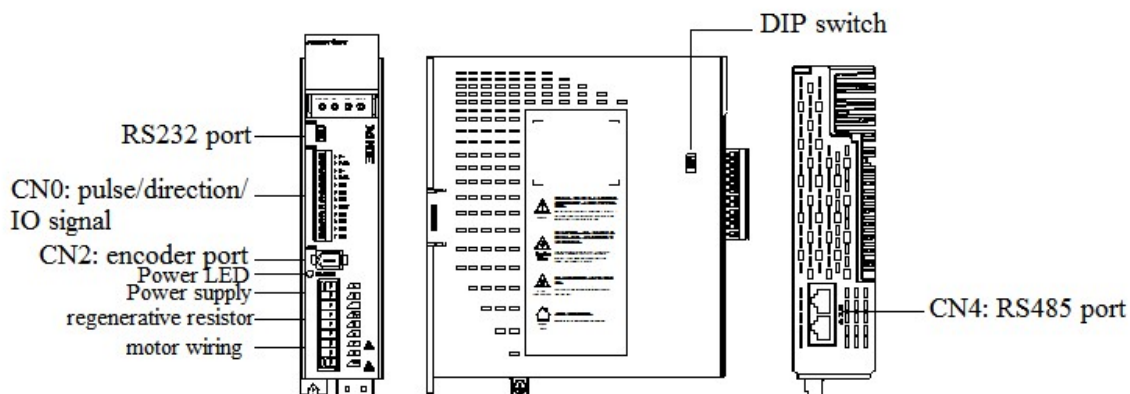 DIP switch
RS232 port
CN0: pulse/direction/
IO signal
CN2: encoder port
Power LED
Power supply
regenerative resistor
motor wiring
CN4: RS485 port